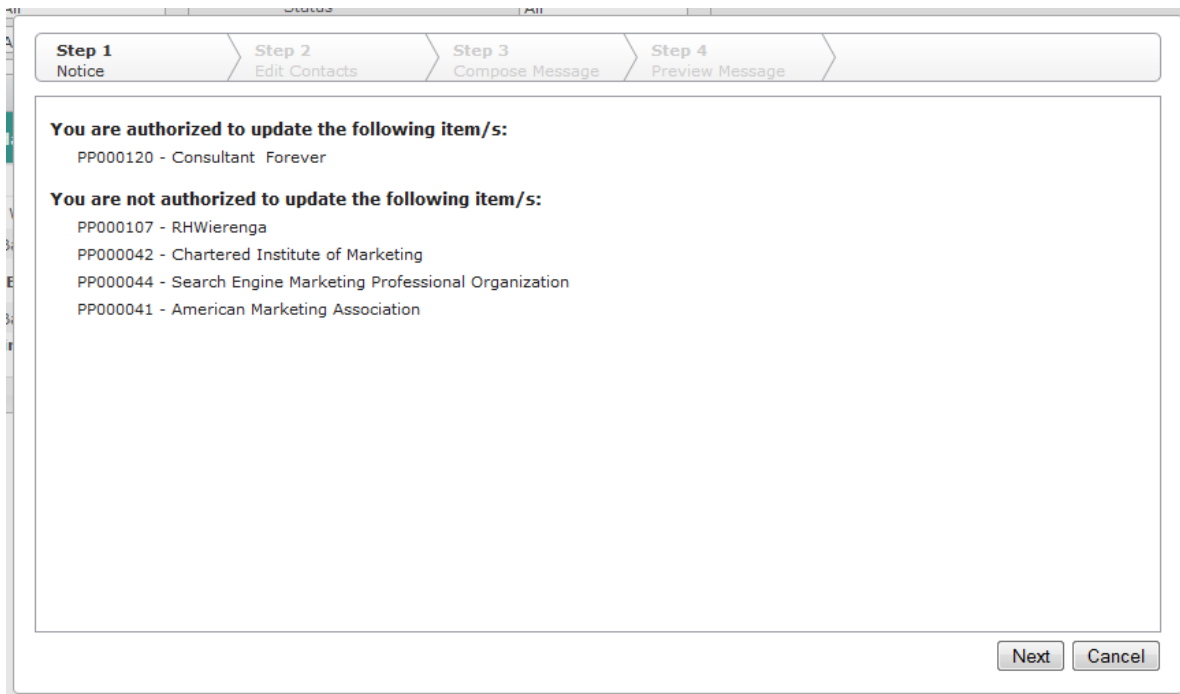 Status
All
Step 1
Notice
Step 2
Edit Contacts
Step 3
Compose Message
Step 4
Preview Message
You are authorized to update the following item/s:
PP000120 - Consultant  Forever
You are not authorized to update the following item/s:
PP000107 - RHWierenga
PP000042 - Chartered Institute of Marketing
PP000044 - Search Engine Marketing Professional Organization
PP000041 - American Marketing Association
Next
Cancel